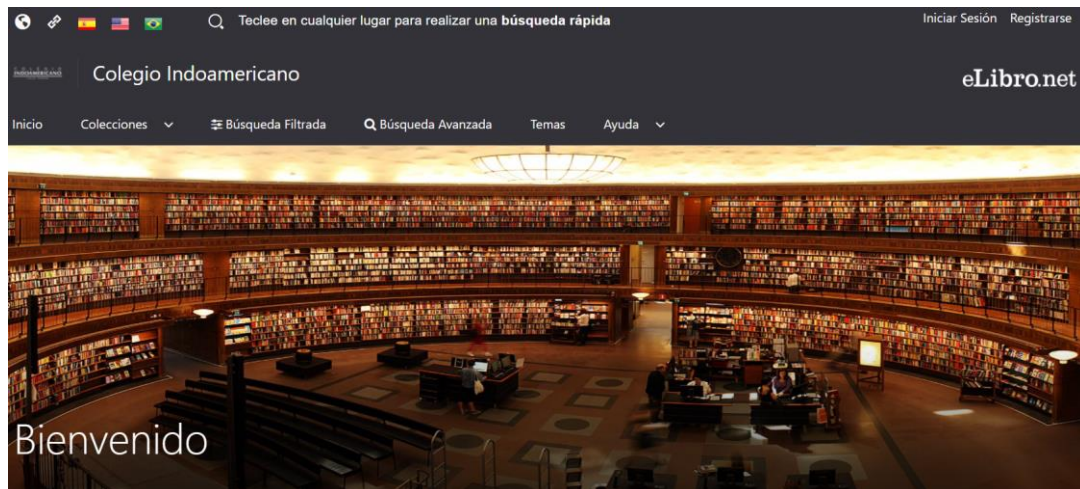 Teclee en cualquier lugar para realizar una búsqueda rápida
Iniciar Sesión Registrarse
Colegio Indoamericano
eLibro.net
Inicio Colecciones Búsqueda Filtrada Búsqueda Avanzada Temas Ayuda
Bienvenido